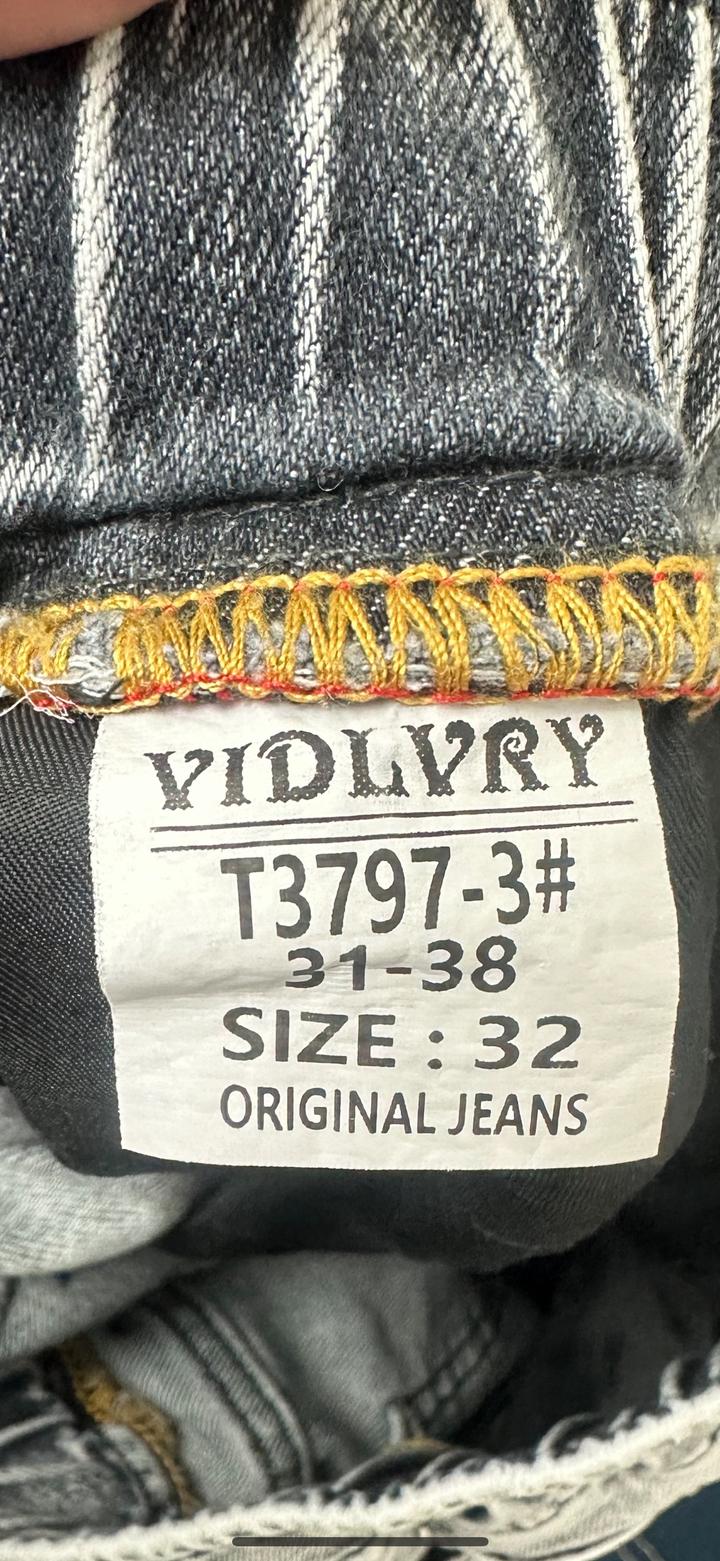 VIDLVRY
T3797-3#
31-38
SIZE : 32
ORIGINAL JEANS